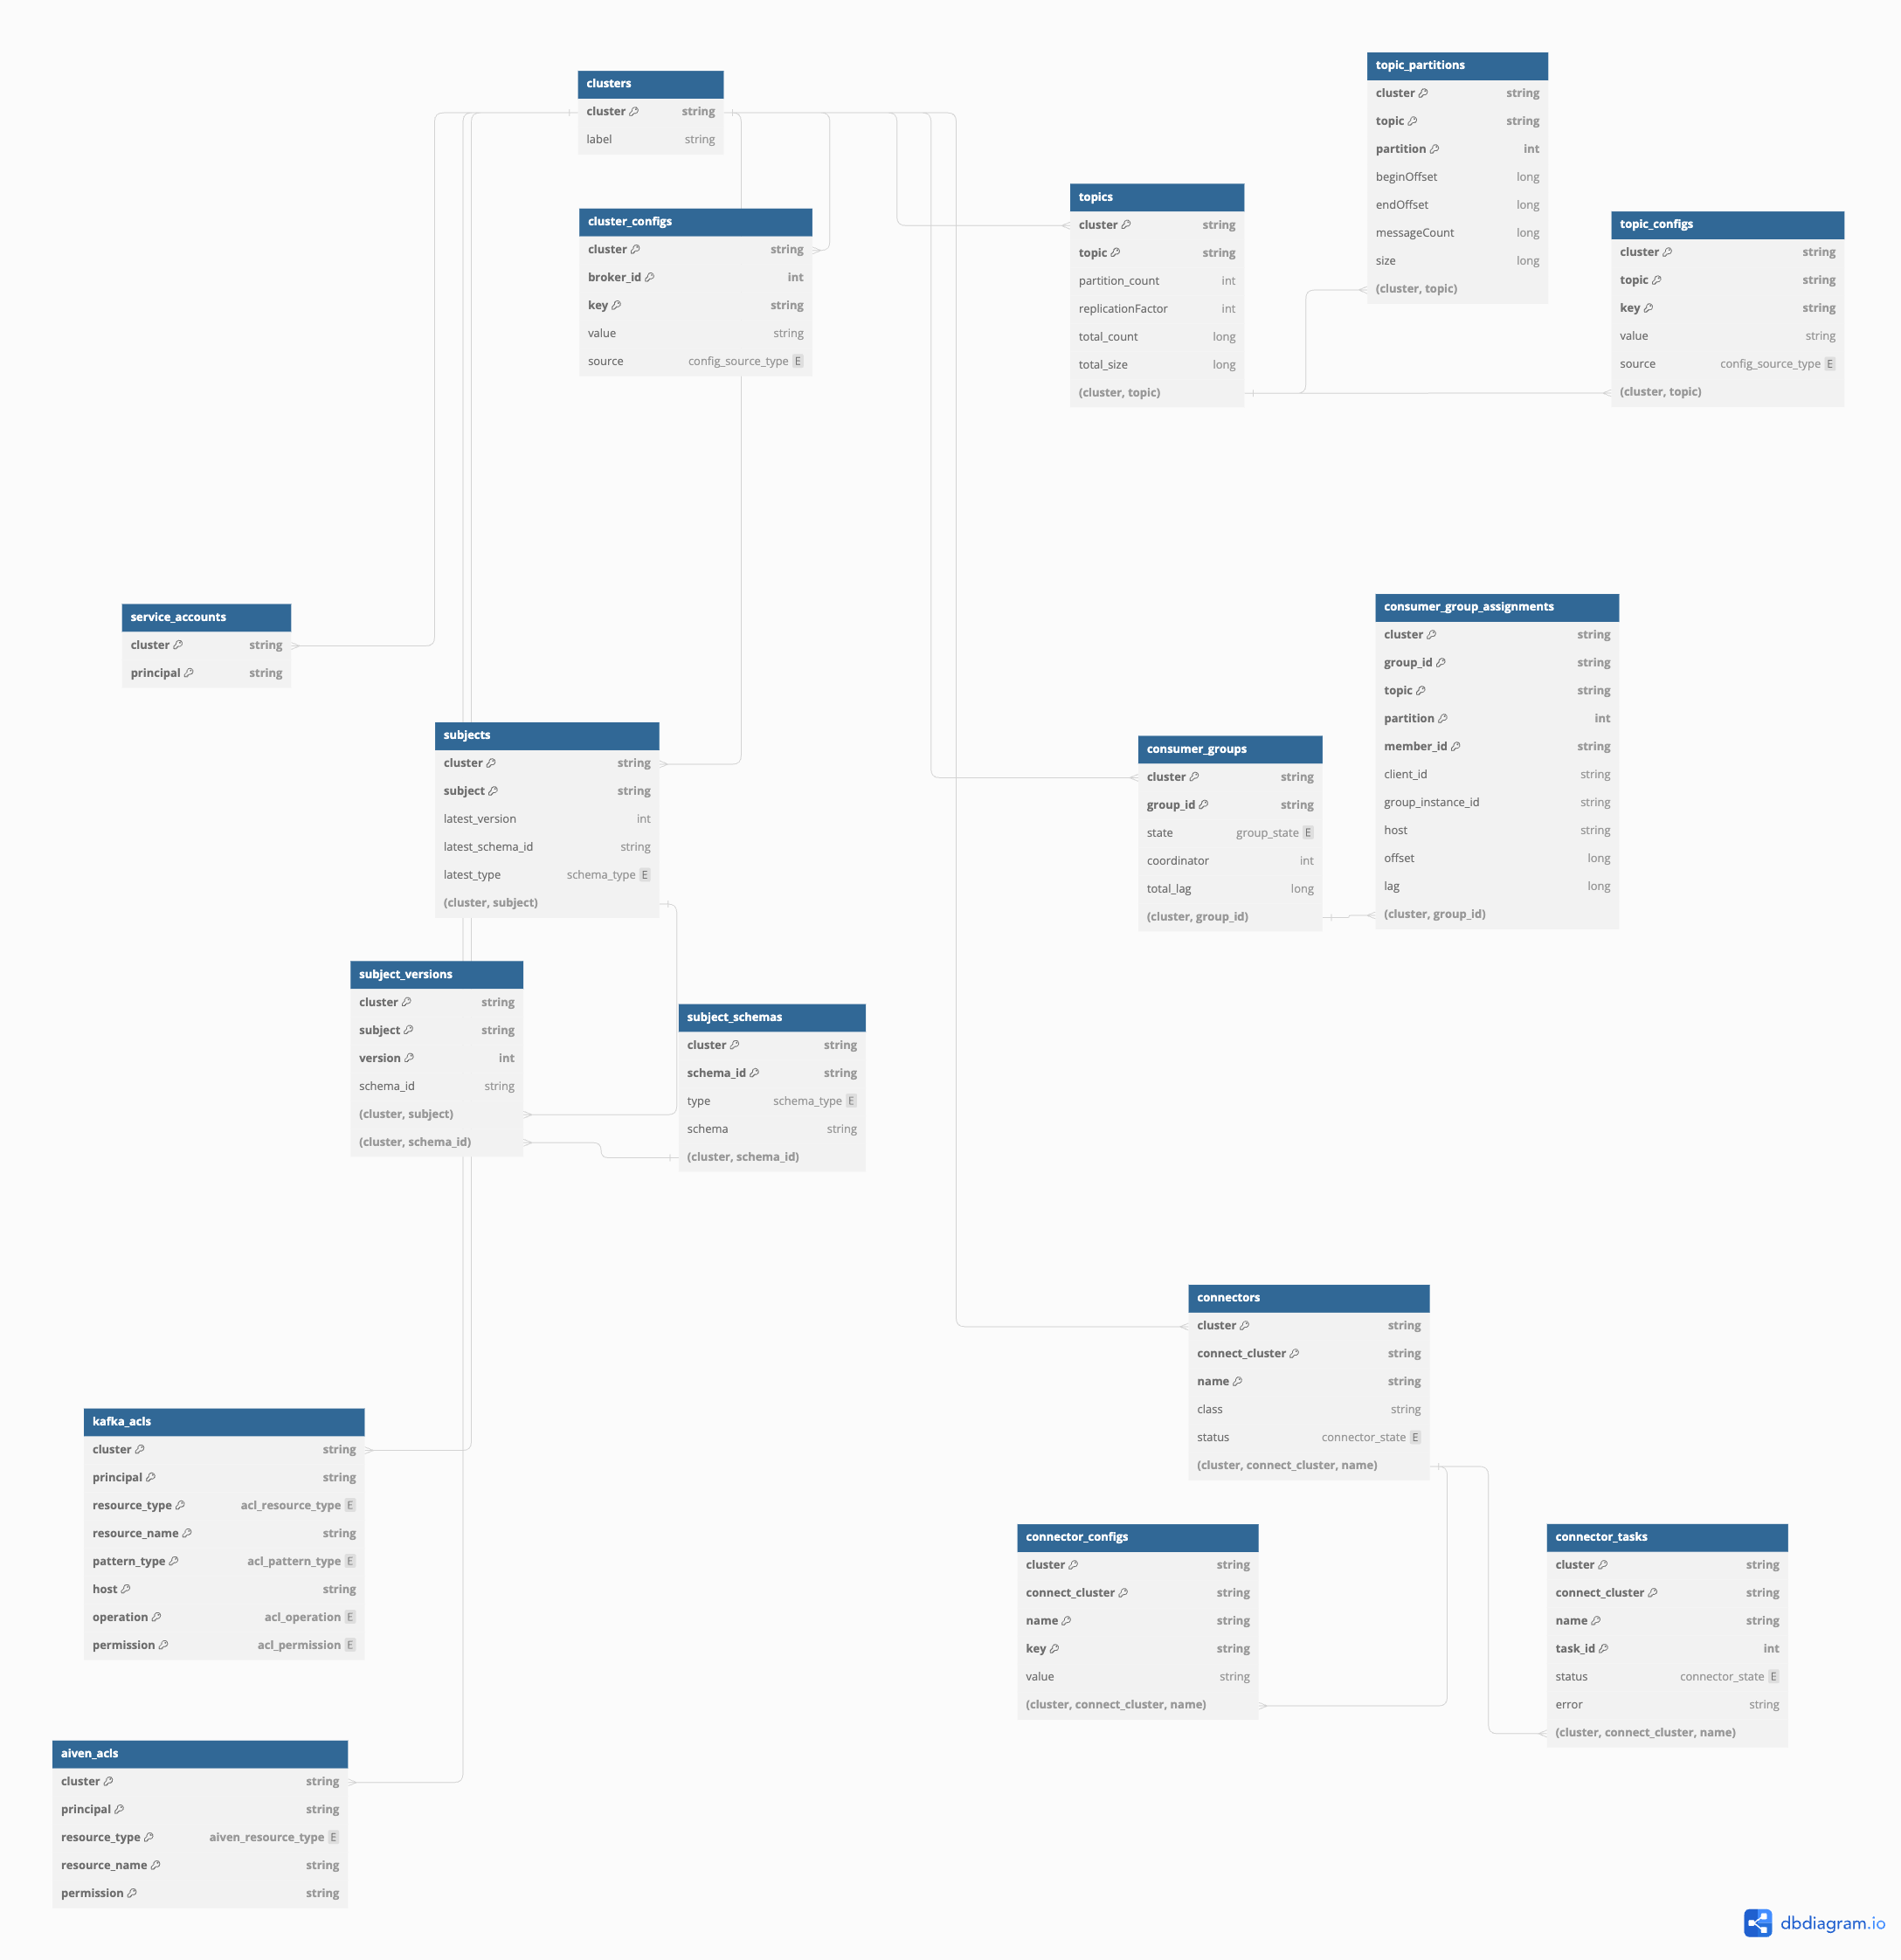 clusters
cluster string
label string
cluster_configs
cluster string
broker_id int
key string
value string
source config_source_type E
topics
cluster string
topic string
partition_count int
replicationFactor int
total_count long
total_size long
(cluster, topic)
topic_partitions
cluster string
topic string
partition int
beginOffset long
endOffset long
messageCount long
size long
(cluster, topic)
topic_configs
cluster string
topic string
key string
value string
source config_source_type E
(cluster, topic)
service_accounts
cluster string
principal string
subjects
cluster string
subject string
latest_version int
latest_schema_id string
latest_type schema_type E
(cluster, subject)
subject_versions
cluster string
subject string
version int
schema_id string
(cluster, subject)
(cluster, schema_id)
subject_schemas
cluster string
schema_id string
type schema_type E
schema string
(cluster, schema_id)
consumer_groups
cluster string
group_id string
state group_state E
coordinator int
total_lag long
(cluster, group_id)
consumer_group_assignments
cluster string
group_id string
topic string
partition int
member_id string
client_id string
group_instance_id string
host string
offset long
lag long
(cluster, group_id)
connectors
cluster string
connect_cluster string
name string
class string
status connector_state E
(cluster, connect_cluster, name)
connector_configs
cluster string
connect_cluster string
name string
key string
value string
(cluster, connect_cluster, name)
connector_tasks
cluster string
connect_cluster string
name string
task_id int
status connector_state E
error string
(cluster, connect_cluster, name)
kafka_acls
cluster string
principal string
resource_type acl_resource_type E
resource_name string
pattern_type acl_pattern_type E
host string
operation acl_operation E
permission acl_permission E
aiven_acls
cluster string
principal string
resource_type aiven_resource_type E
resource_name string
permission string
dbdiagram.io